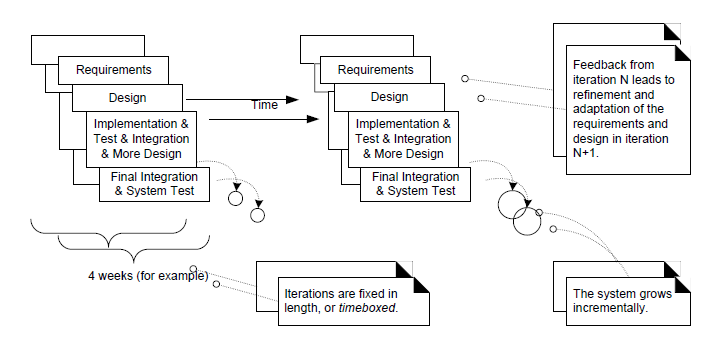 Requirements
Design
Implementation &
Test & Integration
& More Design
Final Integration
& System Test
Time
Requirements
Design
Implementation &
Test & Integration
& More Design
Final Integration
& System Test
Feedback from
iteration N leads to
refinement and
adaptation of the
requirements and
design in iteration
N+1.
4 weeks (for example)
Iterations are fixed in
length, or timeboxed.
The system grows
incrementally.